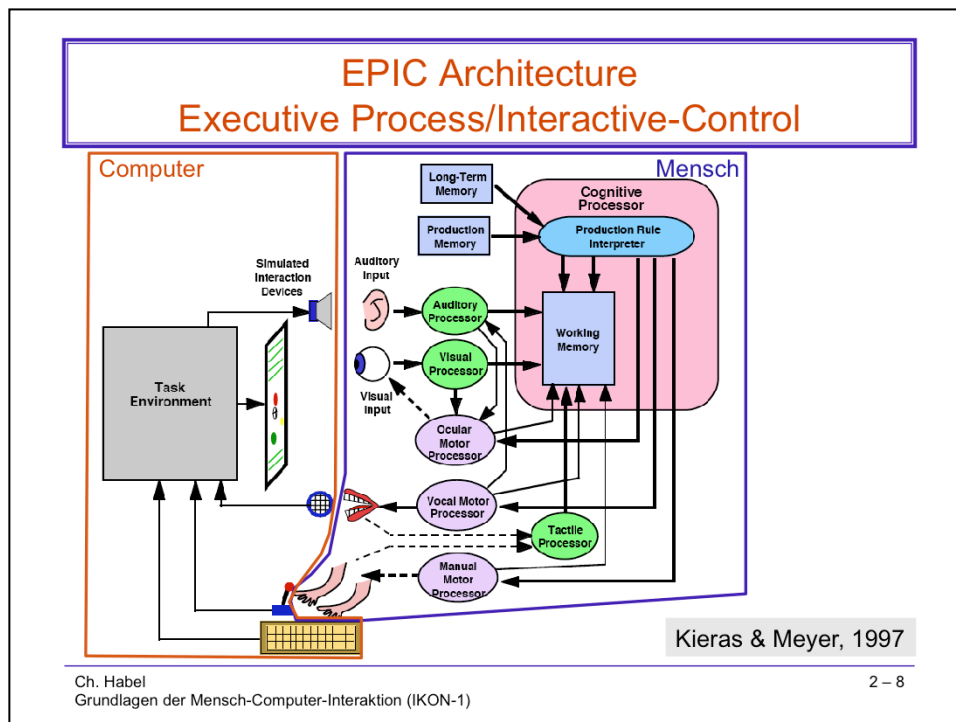 EPIC Architecture
Executive Process/Interactive-Control
Computer
Mensch
Long-Term
Memory
Cognitive
Processor
Production
Memory
Production Rule
Interpreter
Simulated
Interaction
Devices
Auditory
Input
Auditory
Processor
Working
Memory
Visual
Processor
Task
Environment
Visual
Input
Ocular
Motor
Processor
Vocal Motor
Processor
Tactile
Processor
Manual
Motor
Processor
Kieras & Meyer, 1997
Ch. Habel
2 – 8
Grundlagen der Mensch-Computer-Interaktion (IKON-1)